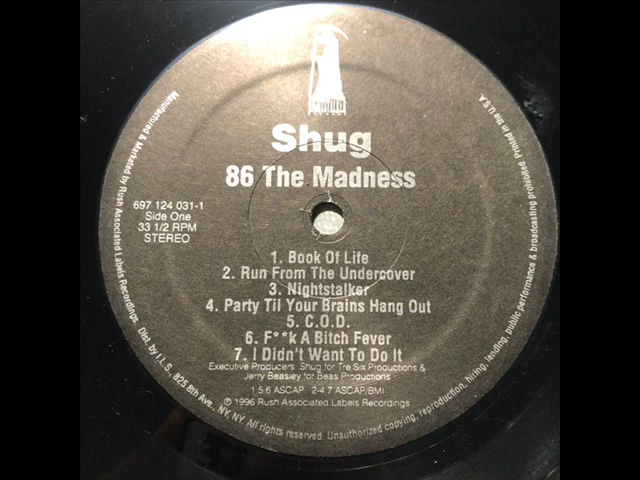 Shug
86 The Madness
697 124 031-1
Side One
33 1/2 RPM
STEREO
1. Book Of Life
2. Run From The Undercover
3. Nightstalker
4. Party Til Your Brains Hang Out
5. C.O.D.
6. F**k A Bitch Fever
7. I Didn't Want To Do It
Executive Producers: Shug for Tre Six Productions &
Jerry Beasley for Beas Productions
1 5 6 ASCAP, 2-4 7 ASCAP/BMI
℗ 1996 Rush Associated Labels Recordings
Manufactured & Marketed by Rush Associated Labels Recordings. Dist. by I.L.S. 825 8th Ave., NY, NY All rights reserved. Unauthorized copying, reproduction, hiring, lending, public performance & broadcasting prohibited. Printed in the U.S.A.